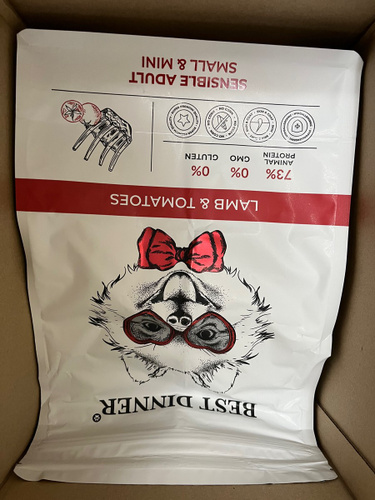 BEST DINNER®
LAMB & TOMATOES
73% ANIMAL PROTEIN
0% GMO
0% GLUTEN
SENSIBLE ADULT
SMALL & MINI